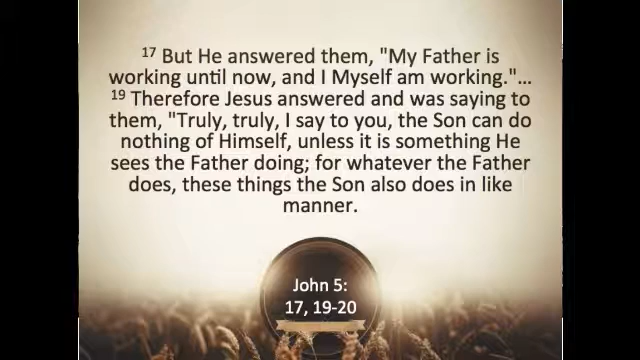 17 But He answered them, "My Father is
working until now, and I Myself am working."...
19 Therefore Jesus answered and was saying to
them, "Truly, truly, I say to you, the Son can do
nothing of Himself, unless it is something He
sees the Father doing; for whatever the Father
does, these things the Son also does in like
manner.
John 5:
17, 19-20